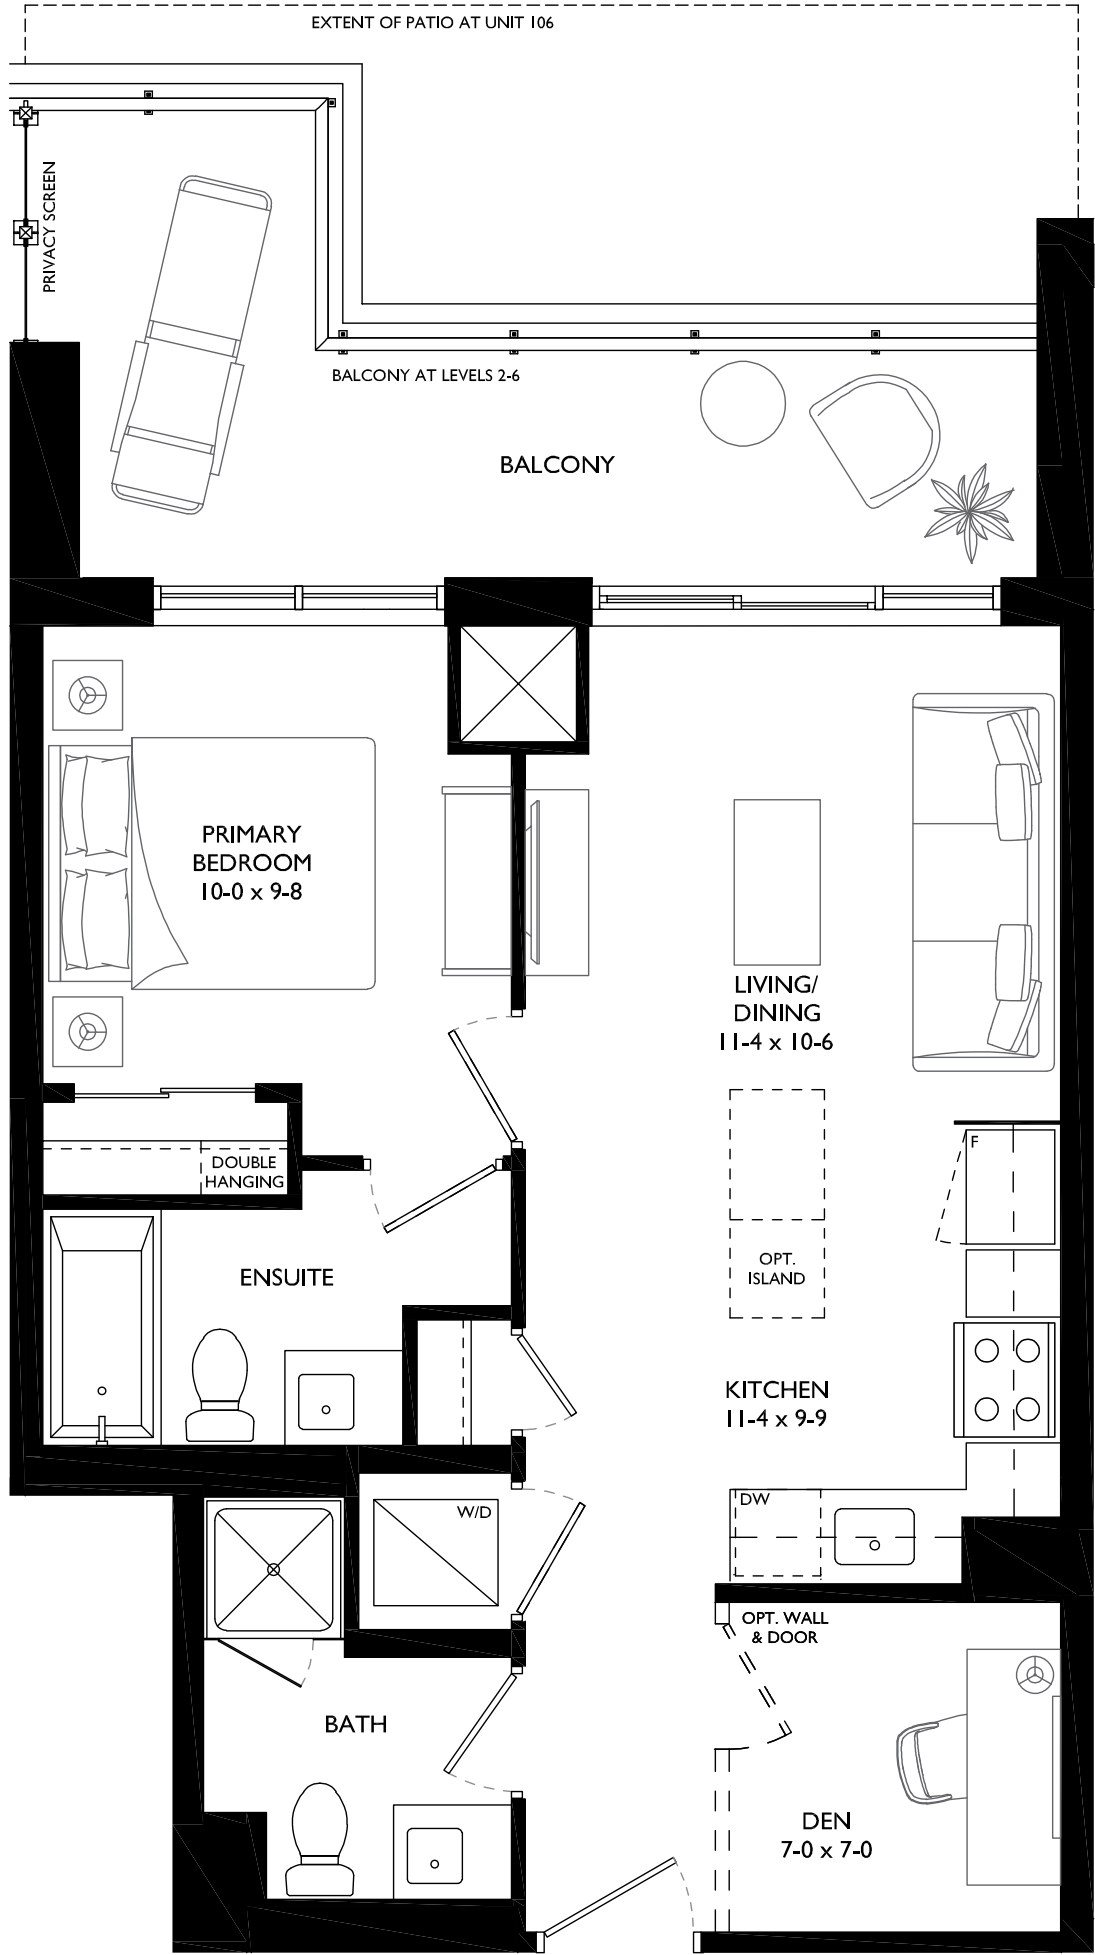 EXTENT OF PATIO AT UNIT 106
PRIVACY SCREEN
BALCONY AT LEVELS 2-6
BALCONY
PRIMARY
BEDROOM
10-0 x 9-8
LIVING/
DINING
11-4 x 10-6
DOUBLE
HANGING
F
OPT.
ISLAND
ENSUITE
KITCHEN
11-4 x 9-9
W/D
DW
OPT. WALL
& DOOR
BATH
DEN
7-0 x 7-0